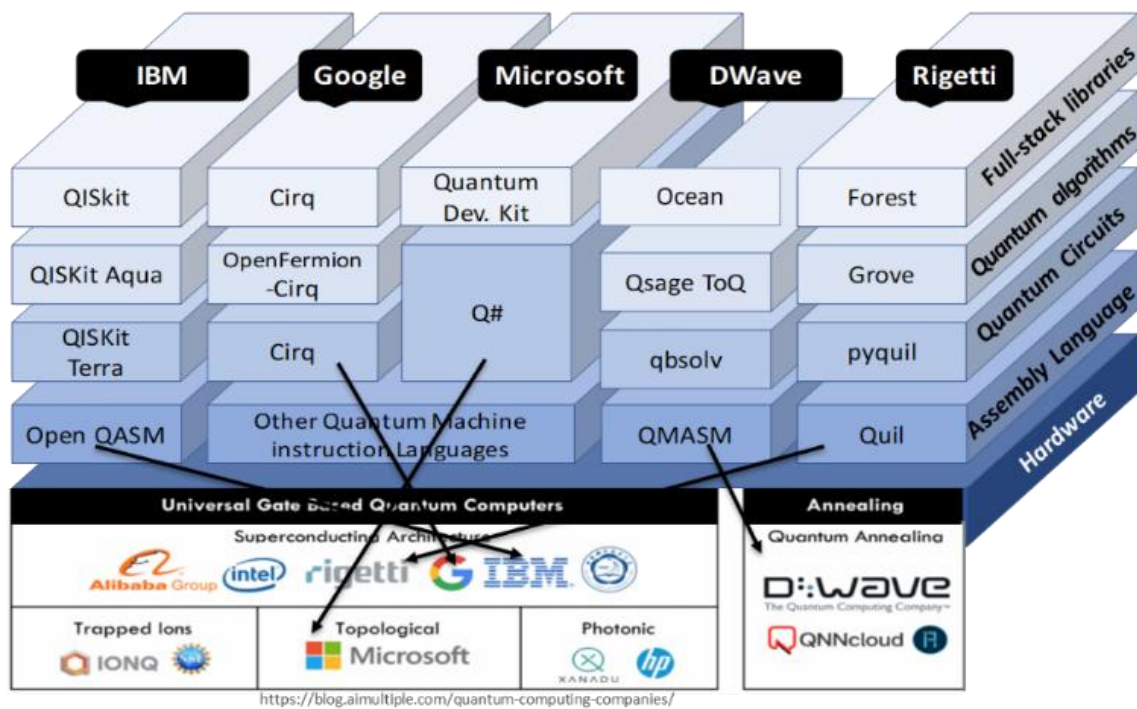 IBM
Google
Microsoft
DWave
Rigetti
Full-stack libraries
QISkit
Cirq
Quantum
Dev. Kit
Ocean
Forest
Quantum algorithms
QISKit Aqua
OpenFermion
-Cirq
Q#
Qsage ToQ
Grove
Quantum Circuits
QISKit
Terra
Cirq
qbsolv
pyquil
Assembly Language
Open QASM
Other Quantum Machine
instruction Languages
QMASM
Quil
Hardware
Universal Gate Based Quantum Computers
Annealing
Superconducting Architecture
Quantum Annealing
Alibaba Group
intel
rigetti
G
IBM
D:wave
The Quantum Computing Company™
QNNcloud
Trapped Ions
IONQ
Topological
Microsoft
Photonic
XANADU
hp
https://blog.aimultiple.com/quantum-computing-companies/